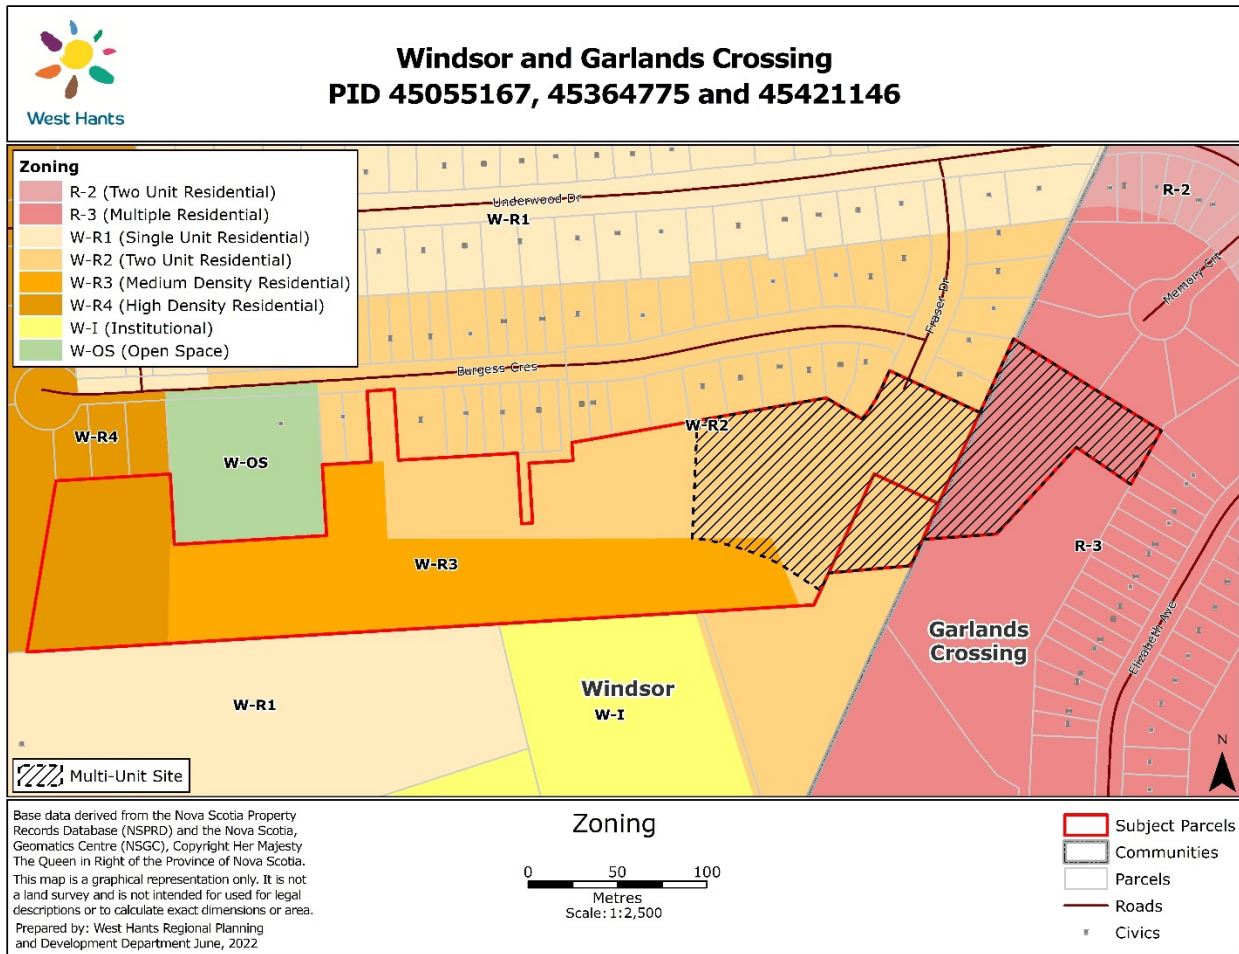 West Hants
Windsor and Garlands Crossing
PID 45055167, 45364775 and 45421146
Zoning
R-2 (Two Unit Residential)
R-3 (Multiple Residential)
W-R1 (Single Unit Residential)
W-R2 (Two Unit Residential)
W-R3 (Medium Density Residential)
W-R4 (High Density Residential)
W-I (Institutional)
W-OS (Open Space)
Underwood Dr
W-R1
R-2
Memory Crt
Fraser Dr
Burgess Cres
W-R2
W-R4
W-OS
W-R3
R-3
Elizabeth Ave
Garlands
Crossing
Windsor
W-I
W-R1
N
Multi-Unit Site
Base data derived from the Nova Scotia Property
Records Database (NSPRD) and the Nova Scotia,
Geomatics Centre (NSGC), Copyright Her Majesty
The Queen in Right of the Province of Nova Scotia.
This map is a graphical representation only. It is not
a land survey and is not intended for used for legal
descriptions or to calculate exact dimensions or area.
Prepared by: West Hants Regional Planning
and Development Department June, 2022
Zoning
0 50 100
Metres
Scale: 1:2,500
Subject Parcels
Communities
Parcels
Roads
Civics